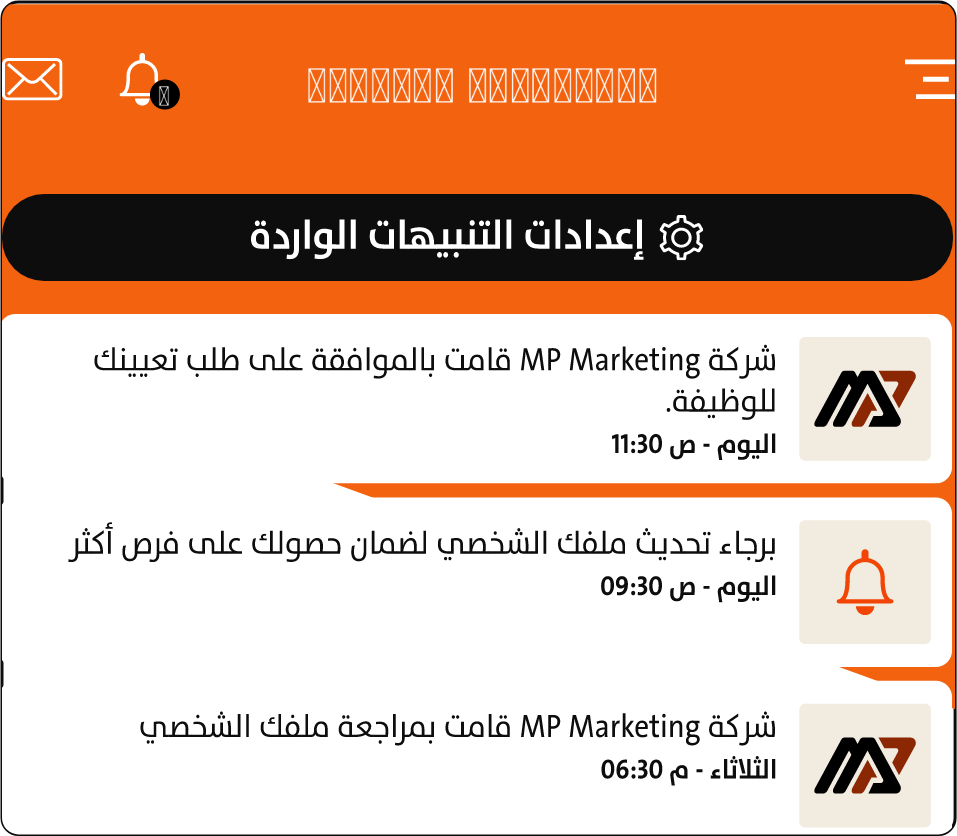 إعدادات التنبيهات الواردة
شركة MP Marketing قامت بالموافقة على طلب تعيينك
للوظيفة.
اليوم - ص 11:30
برجاء تحديث ملفك الشخصي لضمان حصولك على فرص أكثر
اليوم - ص 09:30
شركة MP Marketing قامت بمراجعة ملفك الشخصي
الثلاثاء - م 06:30